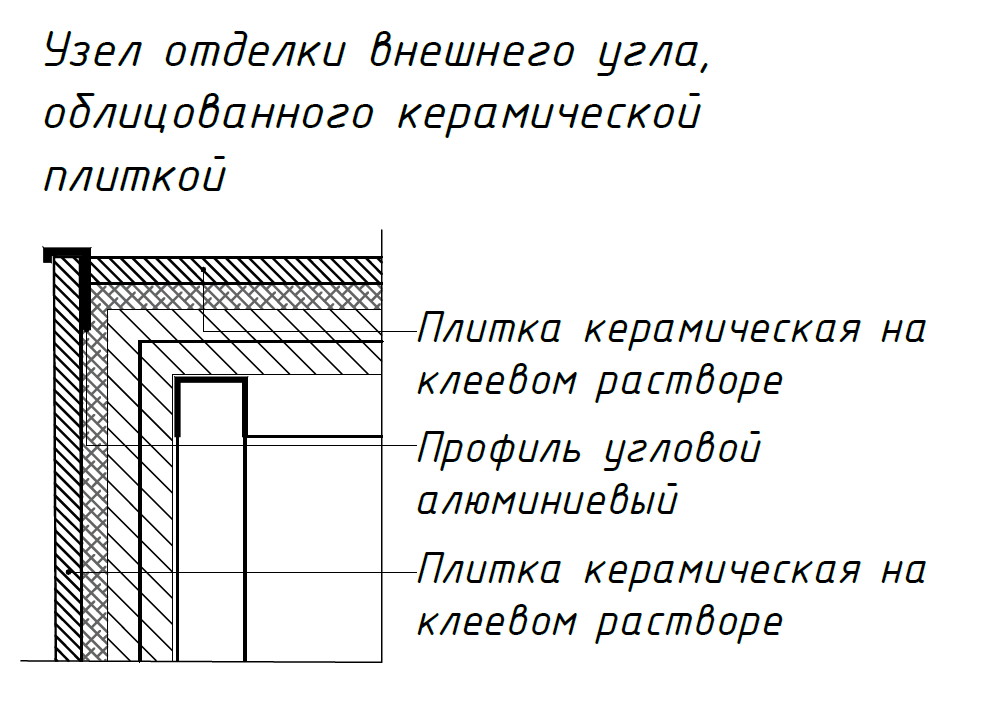 Узел отделки внешнего угла,
облицованного керамической
плиткой
Плитка керамическая на
клеевом растворе
Профиль угловой
алюминиевый
Плитка керамическая на
клеевом растворе